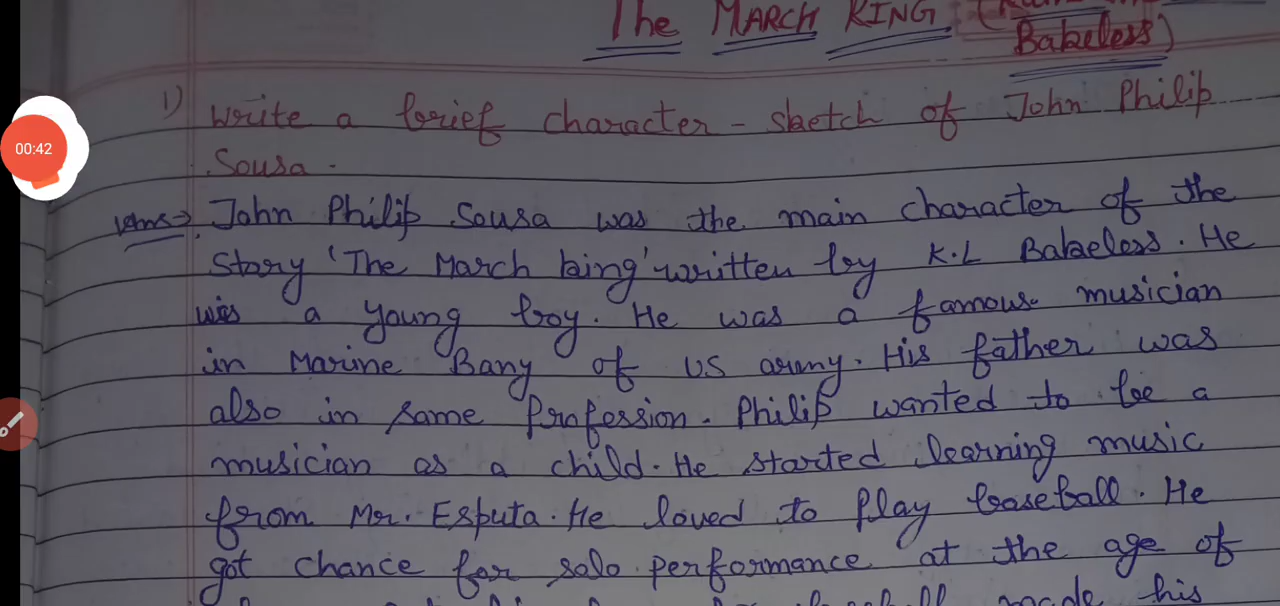 The MARCH KING (
Bakeless)
1) Write a brief character - sketch of John Philip
Sousa.
Ans→ John Philip Sousa was the main character of the
Story 'The March king' written by K.L Bakeless. He
was a young boy. He was a famous musician
in Marine Bany of US army. His father was
also in same profession. Philip wanted to be a
musician as a child. He started learning music
from Mr. Esputa. He loved to play baseball. He
got chance for solo performance at the age of
baseball made his
00:42